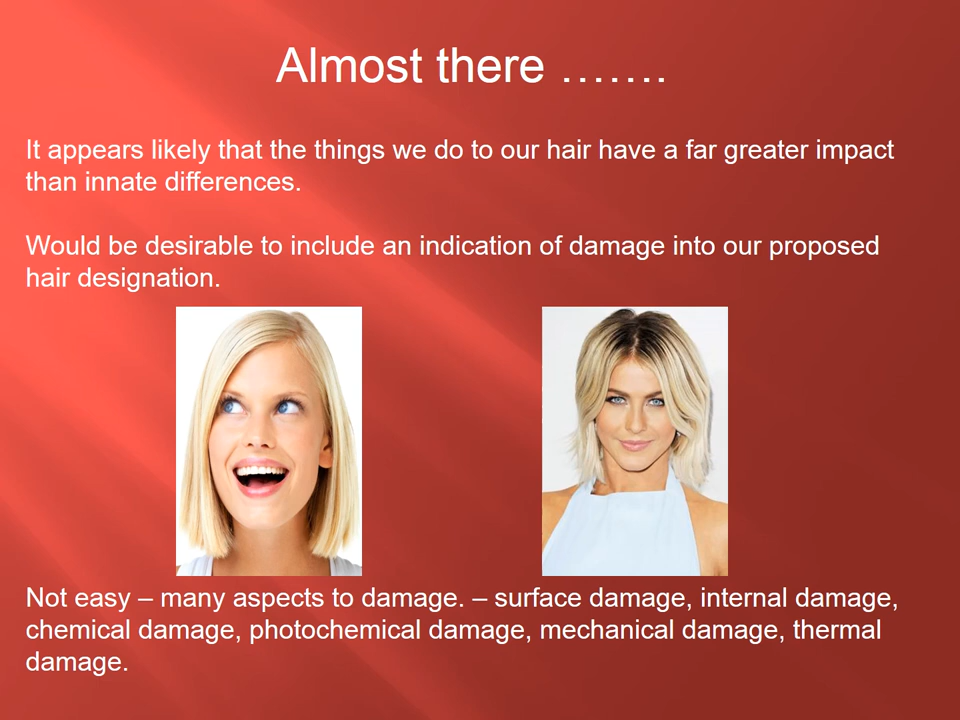 Almost there …….
It appears likely that the things we do to our hair have a far greater impact
than innate differences.
Would be desirable to include an indication of damage into our proposed
hair designation.
Not easy – many aspects to damage. – surface damage, internal damage,
chemical damage, photochemical damage, mechanical damage, thermal
damage.